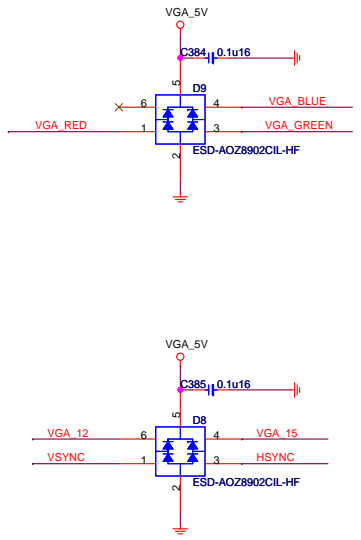 VGA_5V
C384 0.1u16
5
D9
6 4 VGA_BLUE
VGA_RED 1 3 VGA_GREEN
2
ESD-AOZ8902CIL-HF
VGA_5V
C385 0.1u16
5
D8
VGA_12 6 4 VGA_15
VSYNC 1 3 HSYNC
2
ESD-AOZ8902CIL-HF